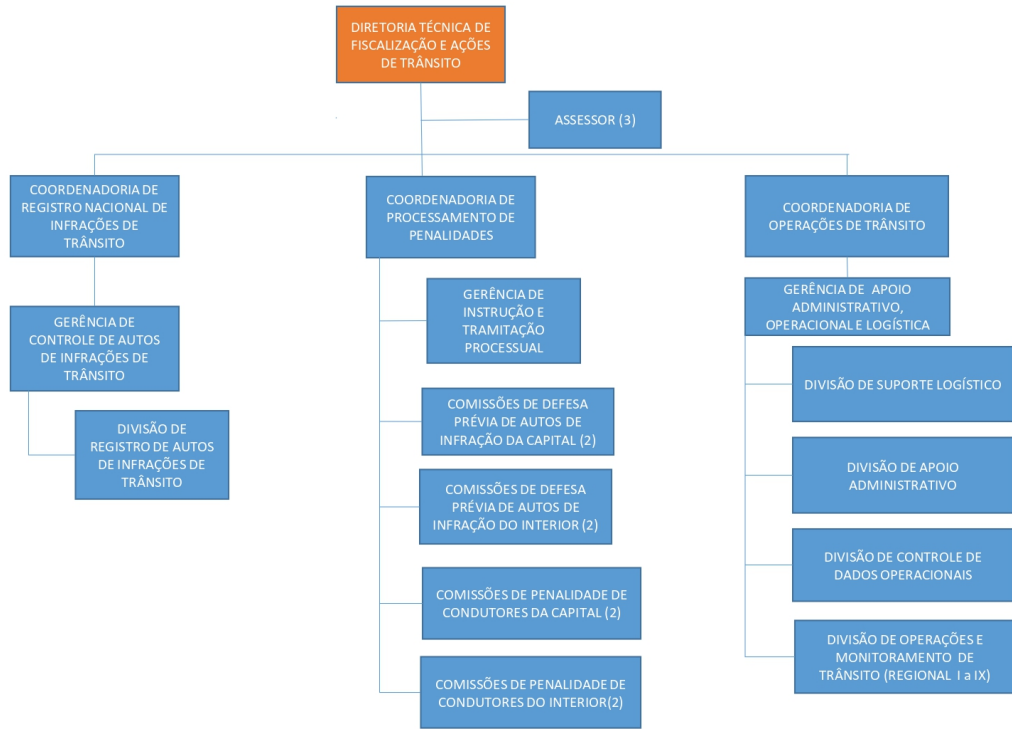 DIRETORIA TÉCNICA DE
FISCALIZAÇÃO E AÇÕES
DE TRÂNSITO
ASSESSOR (3)
COORDENADORIA DE
REGISTRO NACIONAL DE
INFRAÇÕES DE
TRÂNSITO
GERÊNCIA DE
CONTROLE DE AUTOS
DE INFRAÇÕES DE
TRÂNSITO
DIVISÃO DE
REGISTRO DE AUTOS
DE INFRAÇÕES DE
TRÂNSITO
COORDENADORIA DE
PROCESSAMENTO DE
PENALIDADES
GERÊNCIA DE
INSTRUÇÃO E
TRAMITAÇÃO
PROCESSUAL
COMISSÕES DE DEFESA
PRÉVIA DE AUTOS DE
INFRAÇÃO DA CAPITAL (2)
COMISSÕES DE DEFESA
PRÉVIA DE AUTOS DE
INFRAÇÃO DO INTERIOR (2)
COMISSÕES DE PENALIDADE DE
CONDUTORES DA CAPITAL (2)
COMISSÕES DE PENALIDADE DE
CONDUTORES DO INTERIOR(2)
COORDENADORIA DE
OPERAÇÕES DE TRÂNSITO
GERÊNCIA DE APOIO
ADMINISTRATIVO,
OPERACIONAL E LOGÍSTICA
DIVISÃO DE SUPORTE LOGÍSTICO
DIVISÃO DE APOIO
ADMINISTRATIVO
DIVISÃO DE CONTROLE DE
DADOS OPERACIONAIS
DIVISÃO DE OPERAÇÕES E
MONITORAMENTO DE
TRÂNSITO (REGIONAL I a IX)